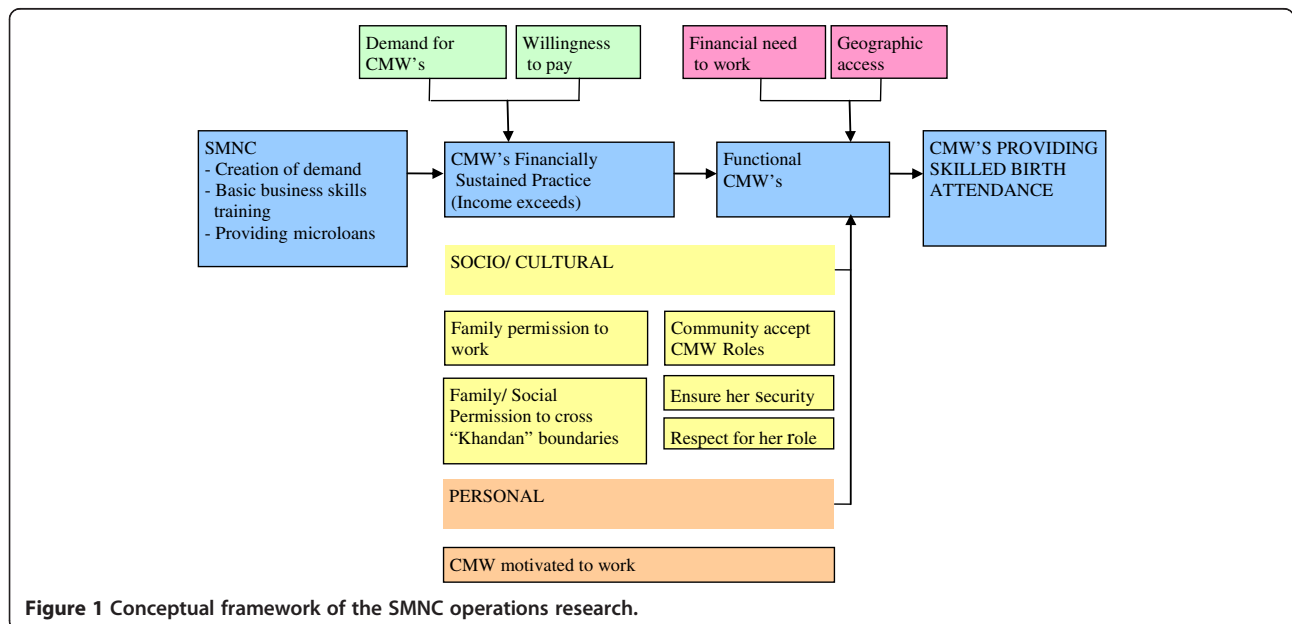 Demand for
CMW's
Willingness
to pay
Financial need
to work
Geographic
access
SMNC
- Creation of demand
- Basic business skills
training
- Providing microloans
CMW's Financially
Sustained Practice
(Income exceeds)
Functional
CMW's
CMW'S PROVIDING
SKILLED BIRTH
ATTENDANCE
SOCIO/ CULTURAL
Family permission to
work
Community accept
CMW Roles
Family/ Social
Permission to cross
“Khandan” boundaries
Ensure her security
Respect for her role
PERSONAL
CMW motivated to work
Figure 1 Conceptual framework of the SMNC operations research.